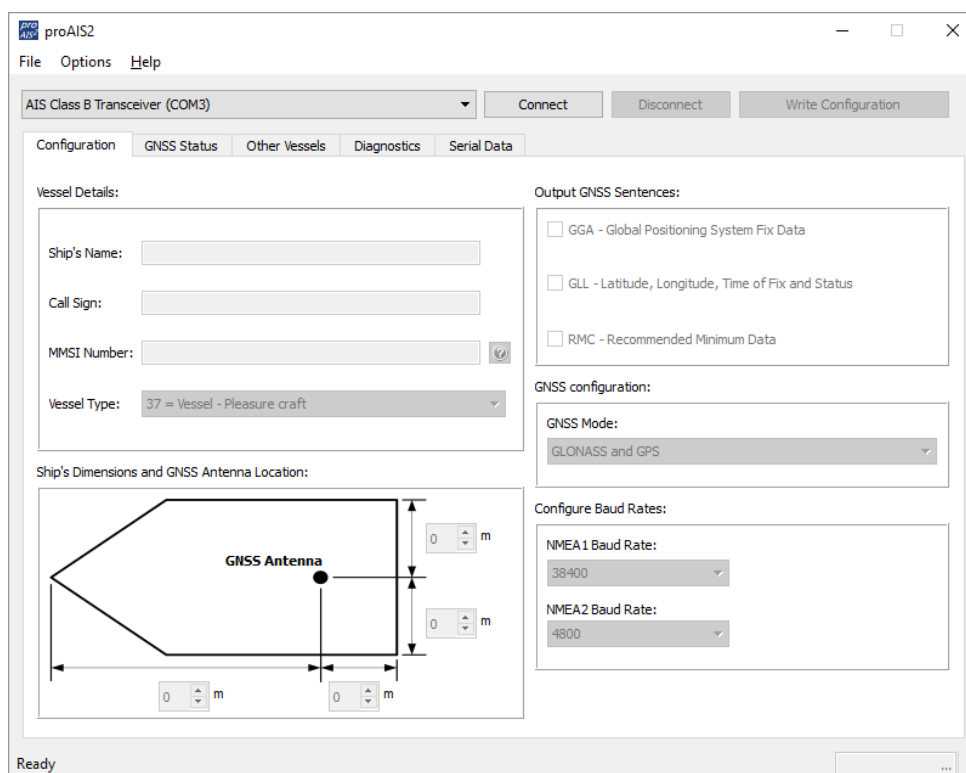 pro AIS2 proAIS2
File Options Help
AIS Class B Transceiver (COM3) Connect Disconnect Write Configuration
Configuration GNSS Status Other Vessels Diagnostics Serial Data
Vessel Details:
Ship's Name:
Call Sign:
MMSI Number: ?
Vessel Type: 37 = Vessel - Pleasure craft
Ship's Dimensions and GNSS Antenna Location:
GNSS Antenna
0 m
0 m
0 m 0 m
Output GNSS Sentences:
GGA - Global Positioning System Fix Data
GLL - Latitude, Longitude, Time of Fix and Status
RMC - Recommended Minimum Data
GNSS configuration:
GNSS Mode:
GLONASS and GPS
Configure Baud Rates:
NMEA1 Baud Rate:
38400
NMEA2 Baud Rate:
4800
Ready ...